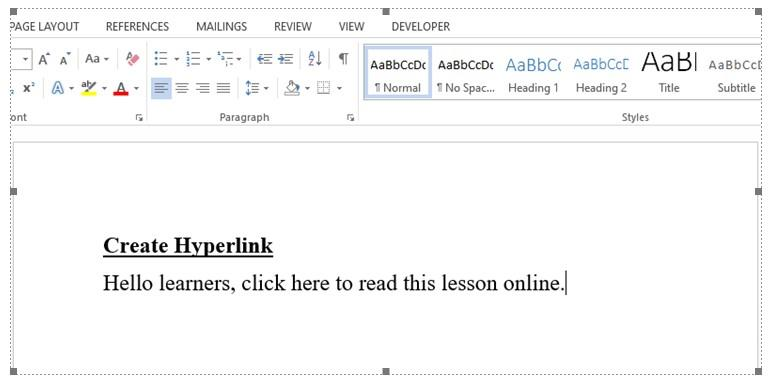 PAGE LAYOUT REFERENCES MAILINGS REVIEW VIEW DEVELOPER
Aa
AaBbCcDc AaBbCcDc AaBbCc AaBbCcD AaBl AaBbCcD
¶ Normal ¶ No Spac... Heading 1 Heading 2 Title Subtitle
ont Paragraph Styles
Create Hyperlink
Hello learners, click here to read this lesson online.